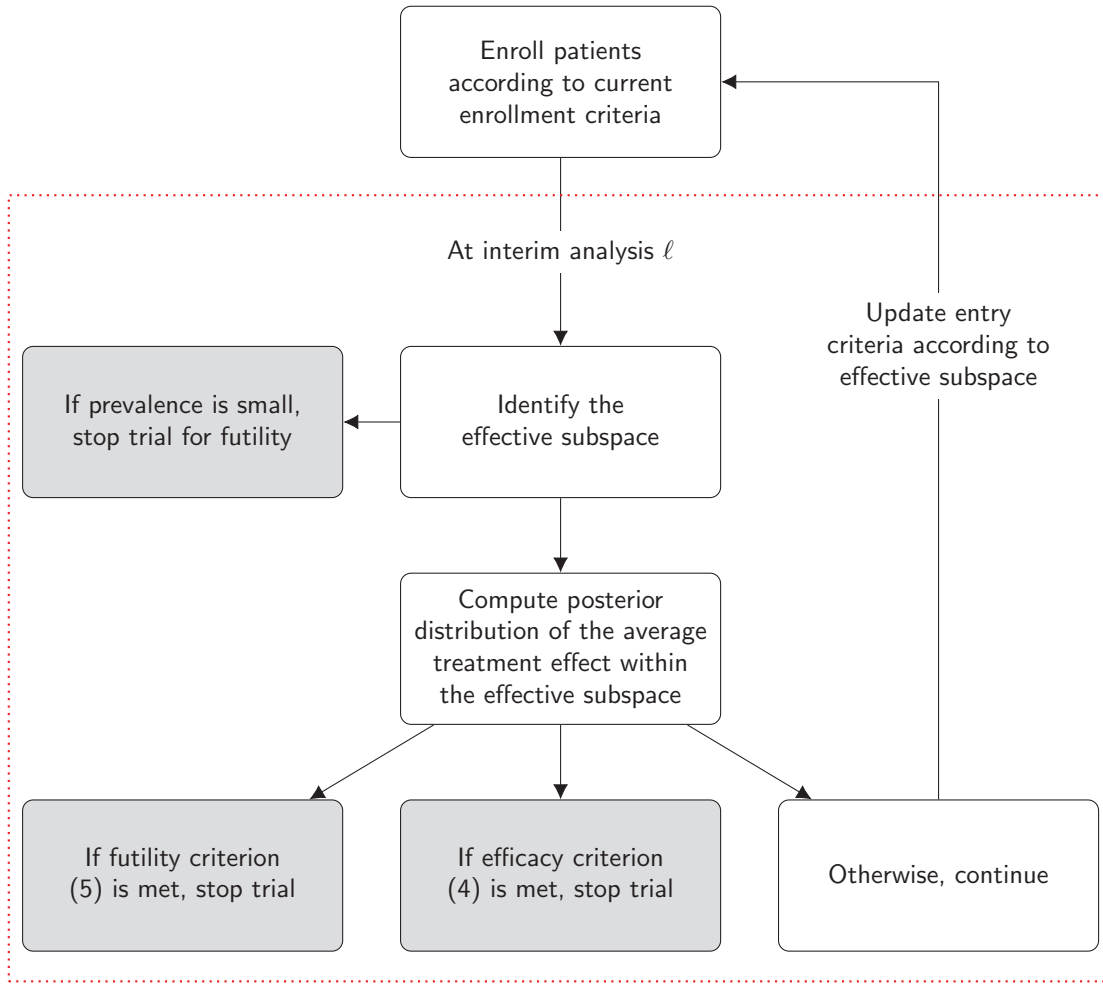 Enroll patients
according to current
enrollment criteria
At interim analysis ℓ
Update entry
criteria according to
effective subspace
If prevalence is small,
stop trial for futility
Identify the
effective subspace
Compute posterior
distribution of the average
treatment effect within
the effective subspace
If futility criterion
(5) is met, stop trial
If efficacy criterion
(4) is met, stop trial
Otherwise, continue